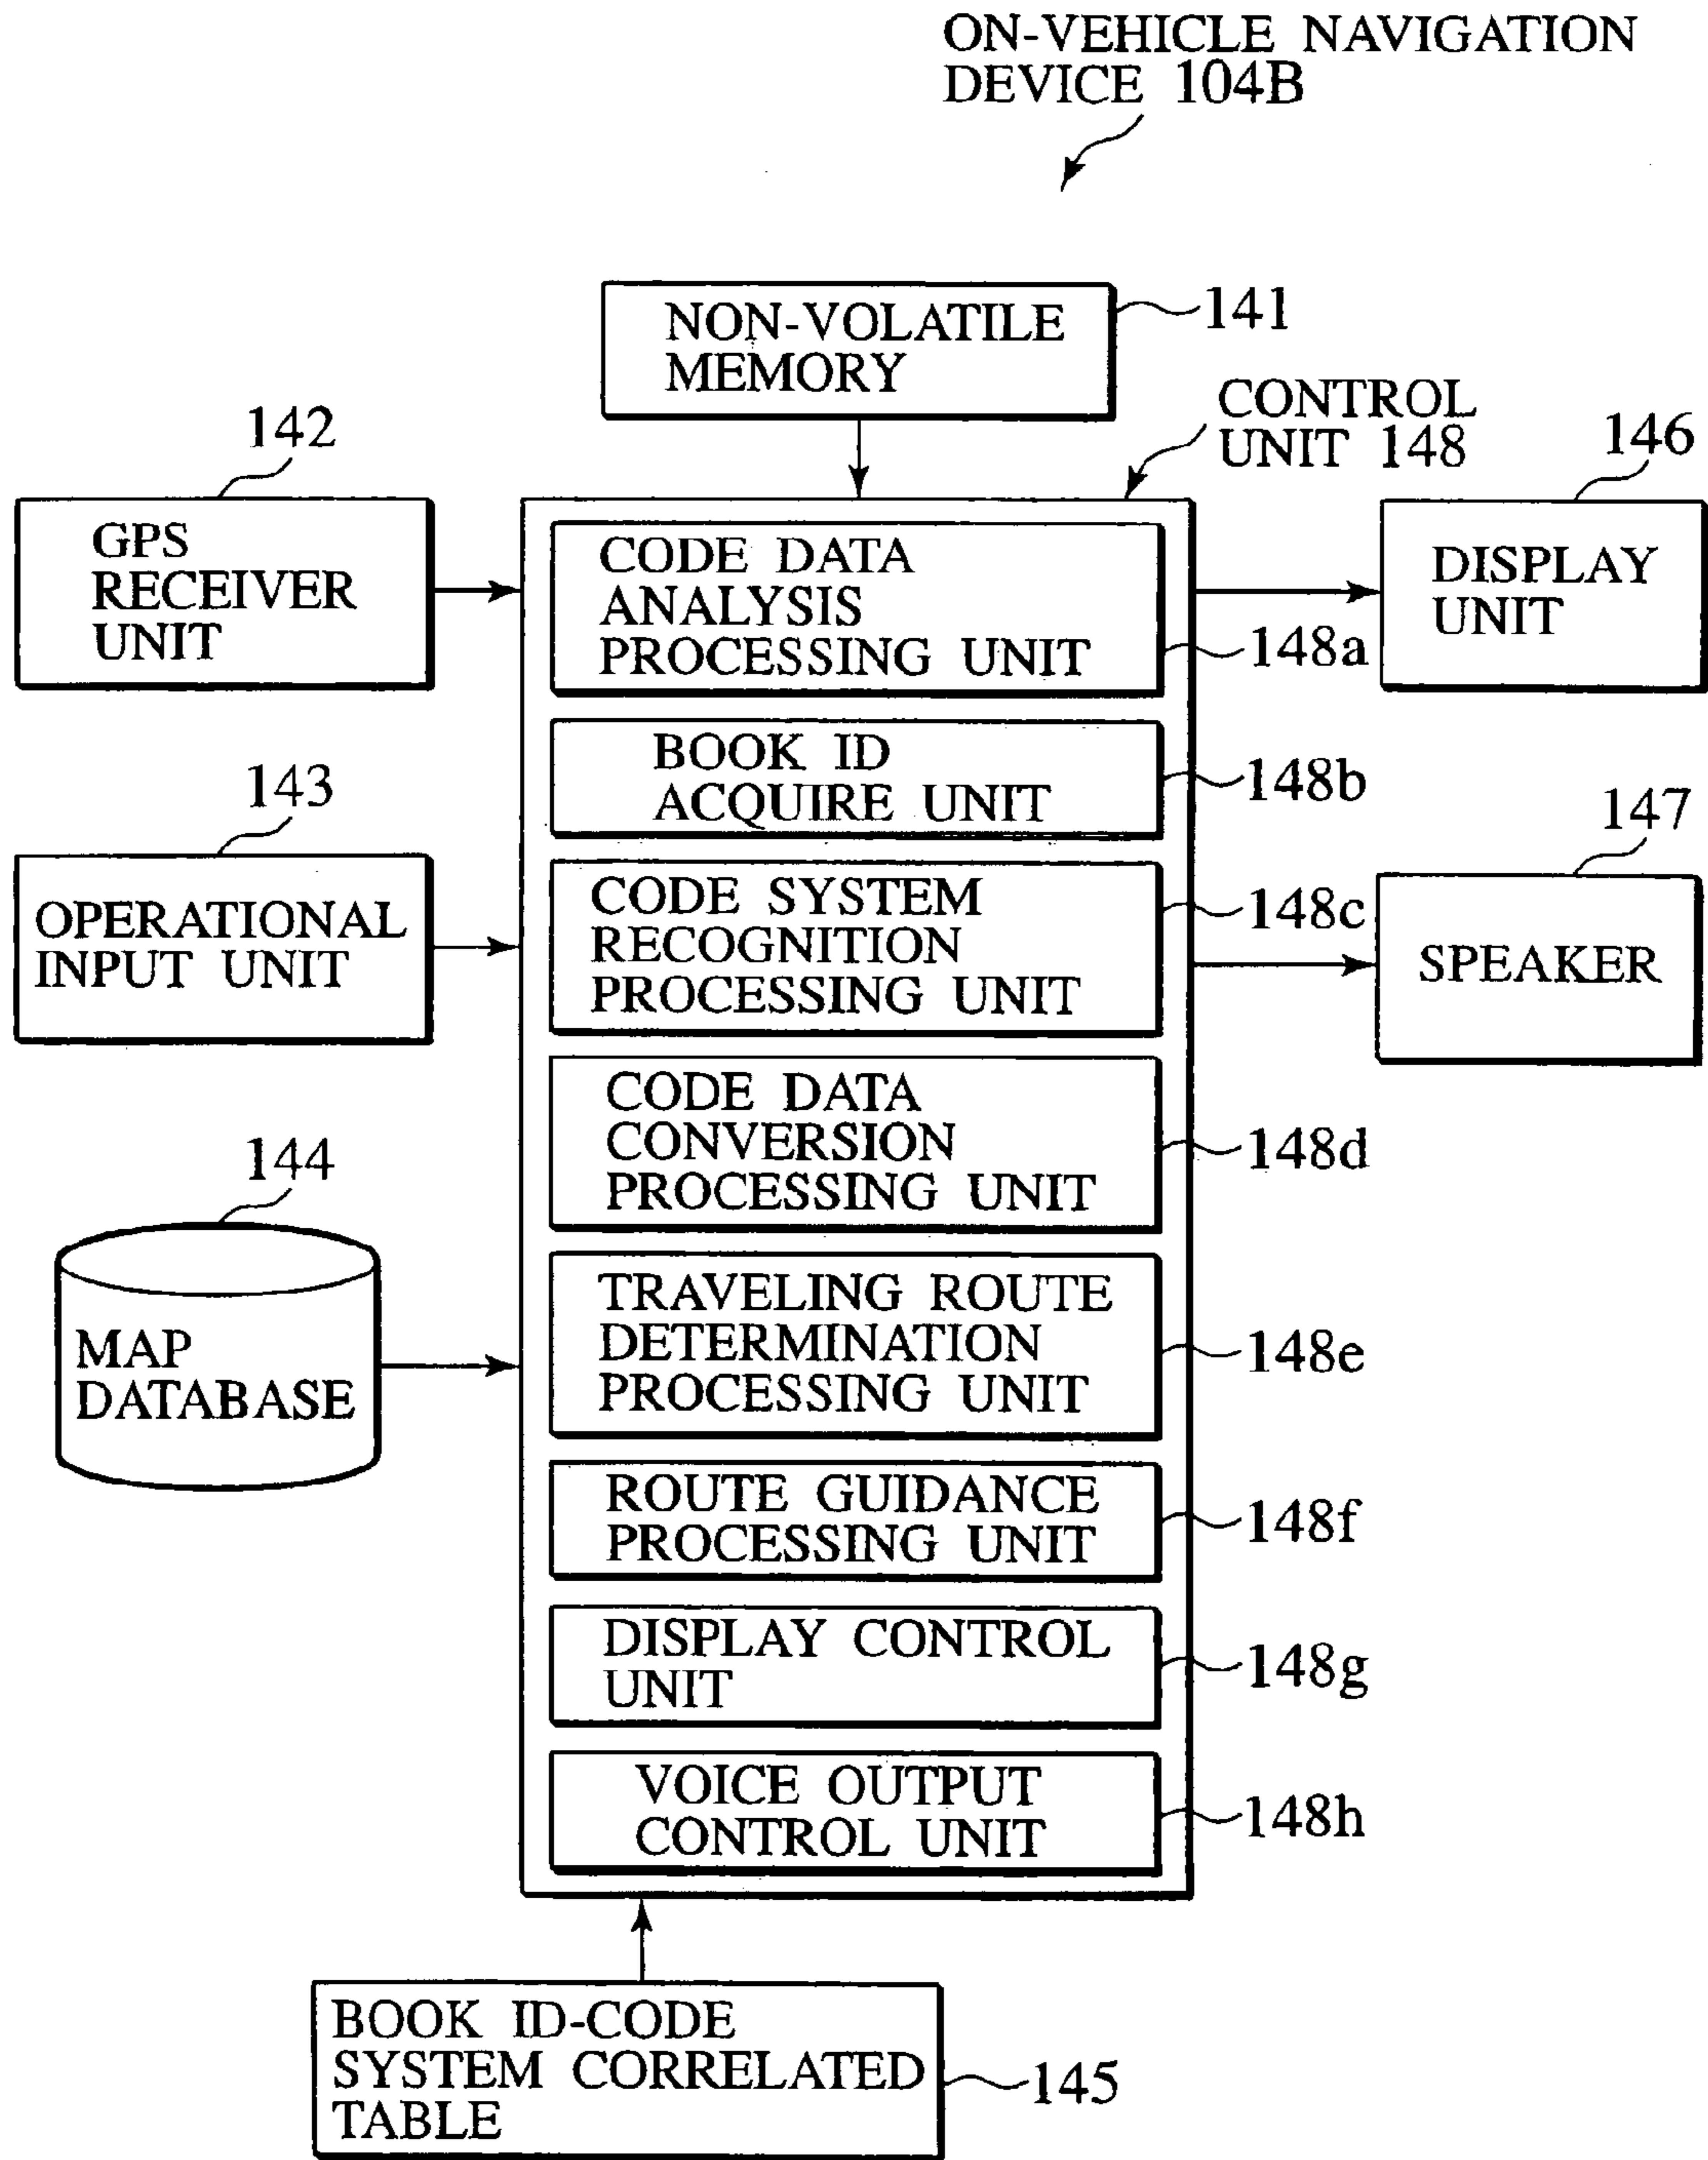 ON-VEHICLE NAVIGATION
DEVICE 104B
NON-VOLATILE
MEMORY
141
CONTROL
UNIT 148
142
GPS
RECEIVER
UNIT
146
DISPLAY
UNIT
CODE DATA
ANALYSIS
PROCESSING UNIT
148a
BOOK ID
ACQUIRE UNIT
148b
143
OPERATIONAL
INPUT UNIT
147
SPEAKER
CODE SYSTEM
RECOGNITION
PROCESSING UNIT
148c
CODE DATA
CONVERSION
PROCESSING UNIT
148d
144
MAP
DATABASE
TRAVELING ROUTE
DETERMINATION
PROCESSING UNIT
148e
ROUTE GUIDANCE
PROCESSING UNIT
148f
DISPLAY CONTROL
UNIT
148g
VOICE OUTPUT
CONTROL UNIT
148h
BOOK ID-CODE
SYSTEM CORRELATED
TABLE
145